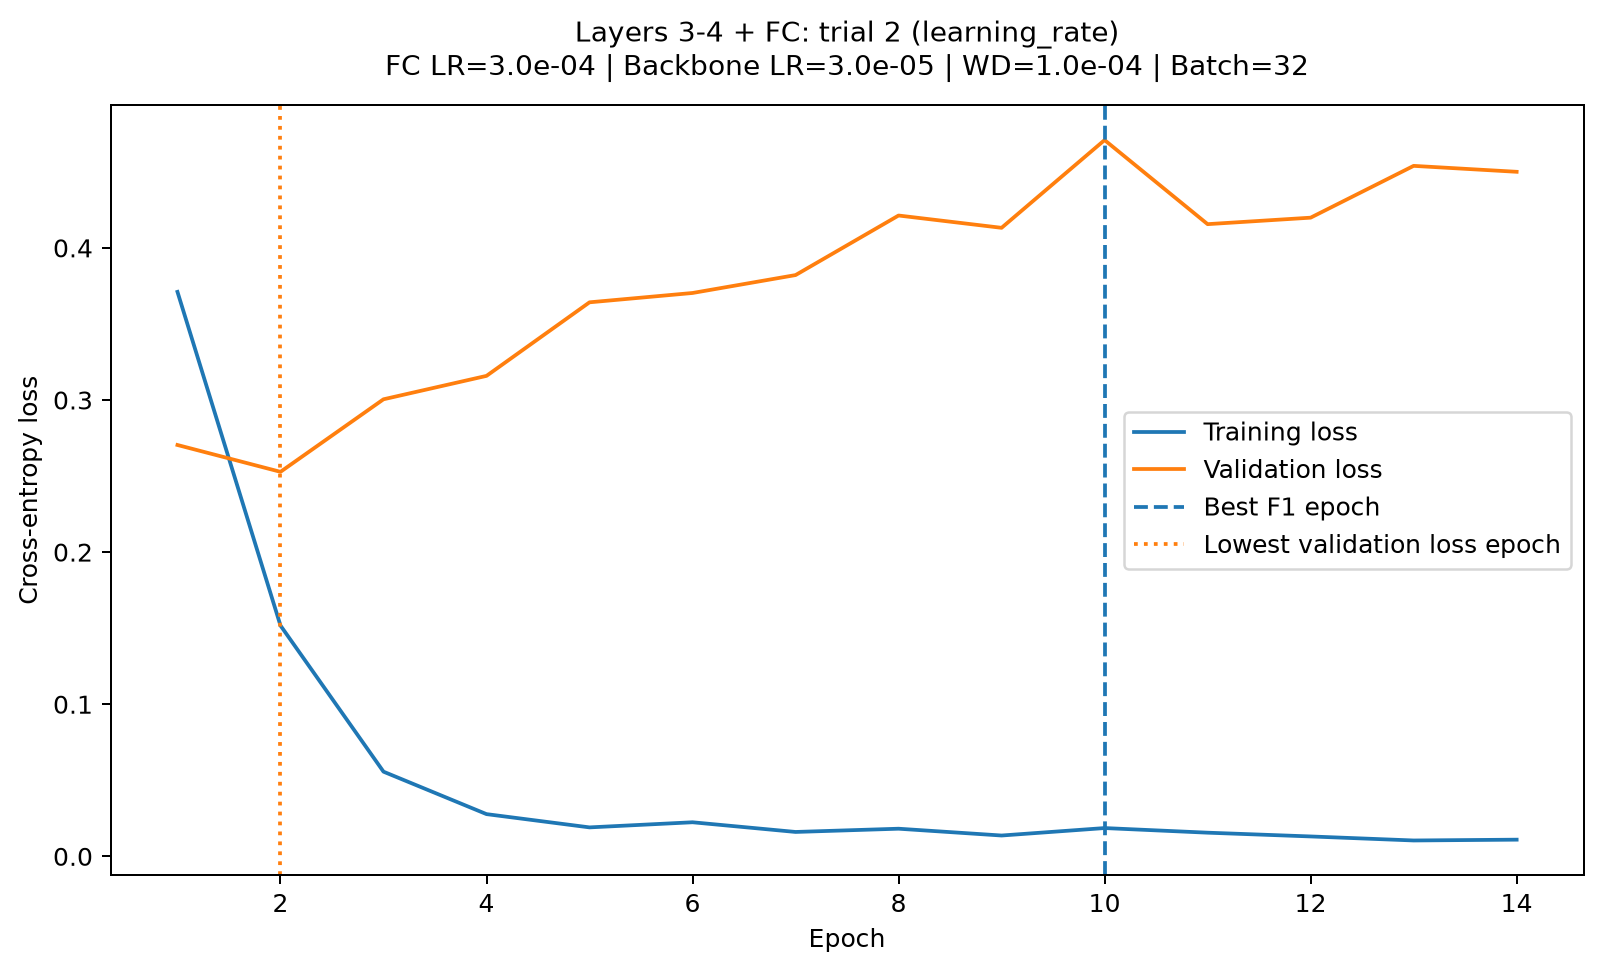 Layers 3-4 + FC: trial 2 (learning_rate)
FC LR=3.0e-04 | Backbone LR=3.0e-05 | WD=1.0e-04 | Batch=32
Cross-entropy loss
0.4
0.3
0.2
0.1
0.0
Training loss
Validation loss
Best F1 epoch
Lowest validation loss epoch
2 4 6 8 10 12 14
Epoch